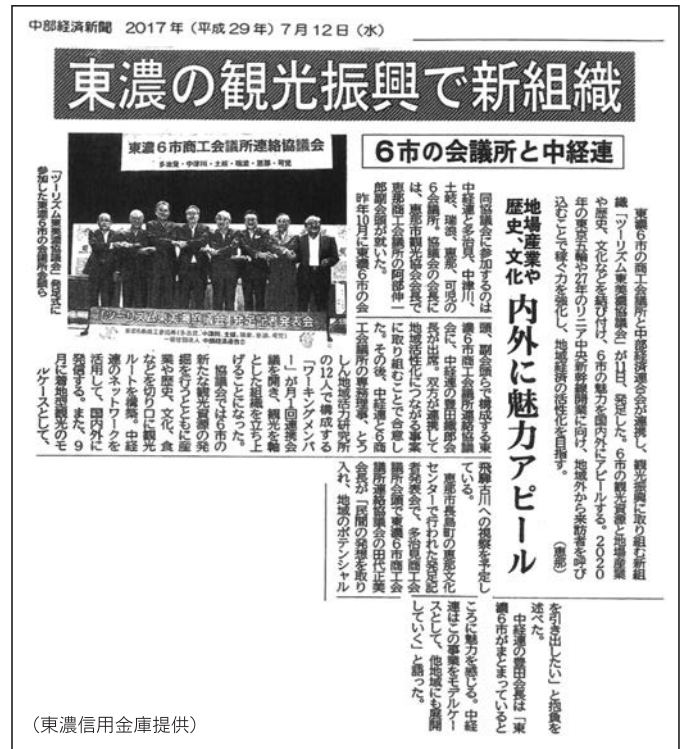 中部経済新聞 2017年（平成29年）7月12日（水）
東濃の観光振興で新組織
6市の会議所と中経連
地場産業や
歴史、文化
内外に魅力アピール
東濃6市の商工会議所と中部経済連合会が連携し、観光振興に取り組む新組
織「ツーリズム東美濃協議会」が11日、発足した。6市の観光資源と地場産業
や歴史、文化などを結び付け、6市の魅力を国内外にアピールする。2020
年の東京五輪や27年のリニア中央新幹線開業に向け、地域外から来訪者を呼び
込むことで稼ぐ力を強化し、地域経済の活性化を目指す。（恵那）
同協議会に参加するのは
中経連と多治見、中津川、
土岐、瑞浪、恵那、可児の
6会議所。協議会の会長に
は、恵那市観光協会会長で
恵那商工会議所の阿部伸一
郎副会頭が就いた。
昨年10月に東濃6市の会
頭、副会頭らで構成する東
濃6市商工会議所連絡協議
会に、中経連の豊田鐵郎会
長が出席。双方が連携して
地域活性化につながる事業
に取り組むことで合意し
た。その後、中経連と6商
工会議所の専務理事、とう
しん地域活力研究所
の12人で構成する
「ワーキングメンバ
ー」が月1回連携会
議を開き、観光を軸
とした組織を立ち上
げることになった。
協議会では6市の
新たな観光資源の発
掘を行うとともに産
業や歴史、文化、食
などを切り口に観光
ルートを構築。中経
連のネットワークを
活用して、国内外に
発信する。また、9
月に着地型観光のモ
デルケースとして、
飛騨古川への視察を予定し
ている。
恵那市長島町の恵那文化
センターで行われた発足記
者発表会で、多治見商工会
議所会頭で東濃6市商工会
議所連絡協議会の田代正美
会長が「民間の発想を取り
入れ、地域のポテンシャル
を引き出したい」と抱負を
述べた。
中経連の豊田会長は「東
濃6市がまとまっていると
ころに魅力を感じる。中経
連はこの事業をモデルケー
スとして、他地域にも展開
していく」と語った。
東濃6市商工会議所連絡協議会
多治見・中津川・土岐・瑞浪・恵那・可児
「ツーリズム東美濃協議会」発足記者発表会
「ツーリズム東美濃協議会」発足式に
参加した東濃6市の会議所会頭ら
（東濃信用金庫提供）